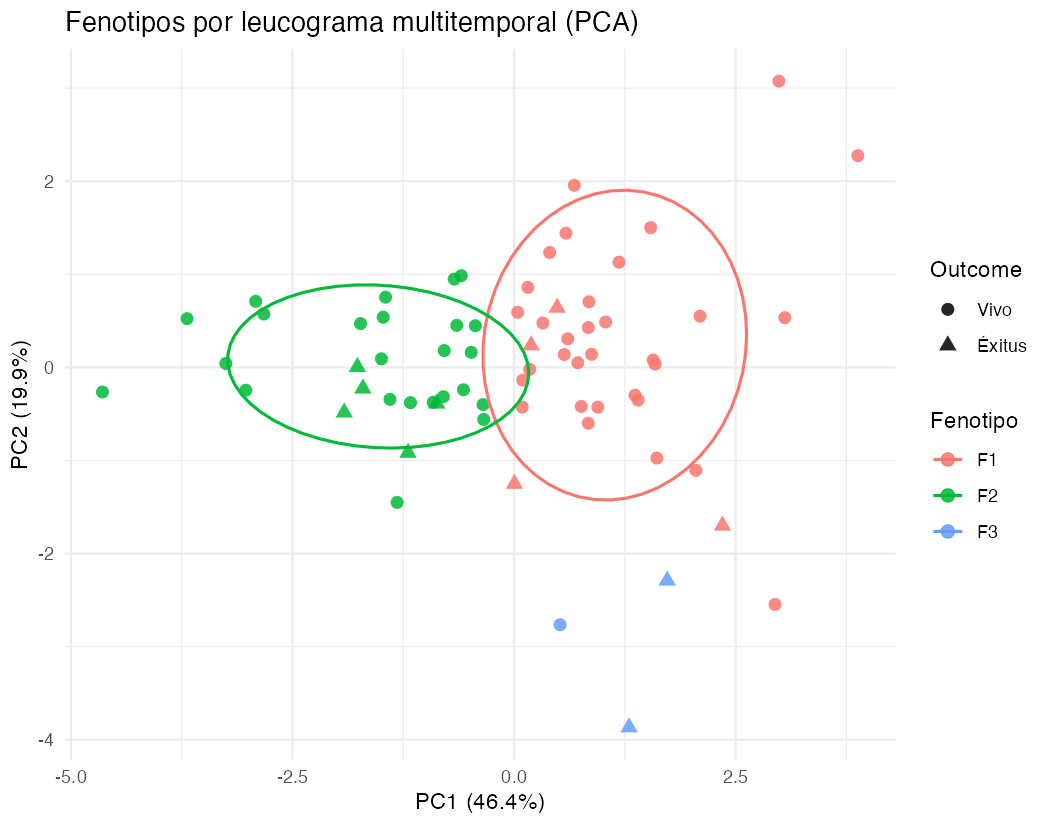 Fenotipos por leucograma multitemporal (PCA)
2
0
-2
-4
PC2 (19.9%)
-5.0
-2.5
0.0
2.5
PC1 (46.4%)
Outcome
Vivo
Éxitus
Fenotipo
F1
F2
F3